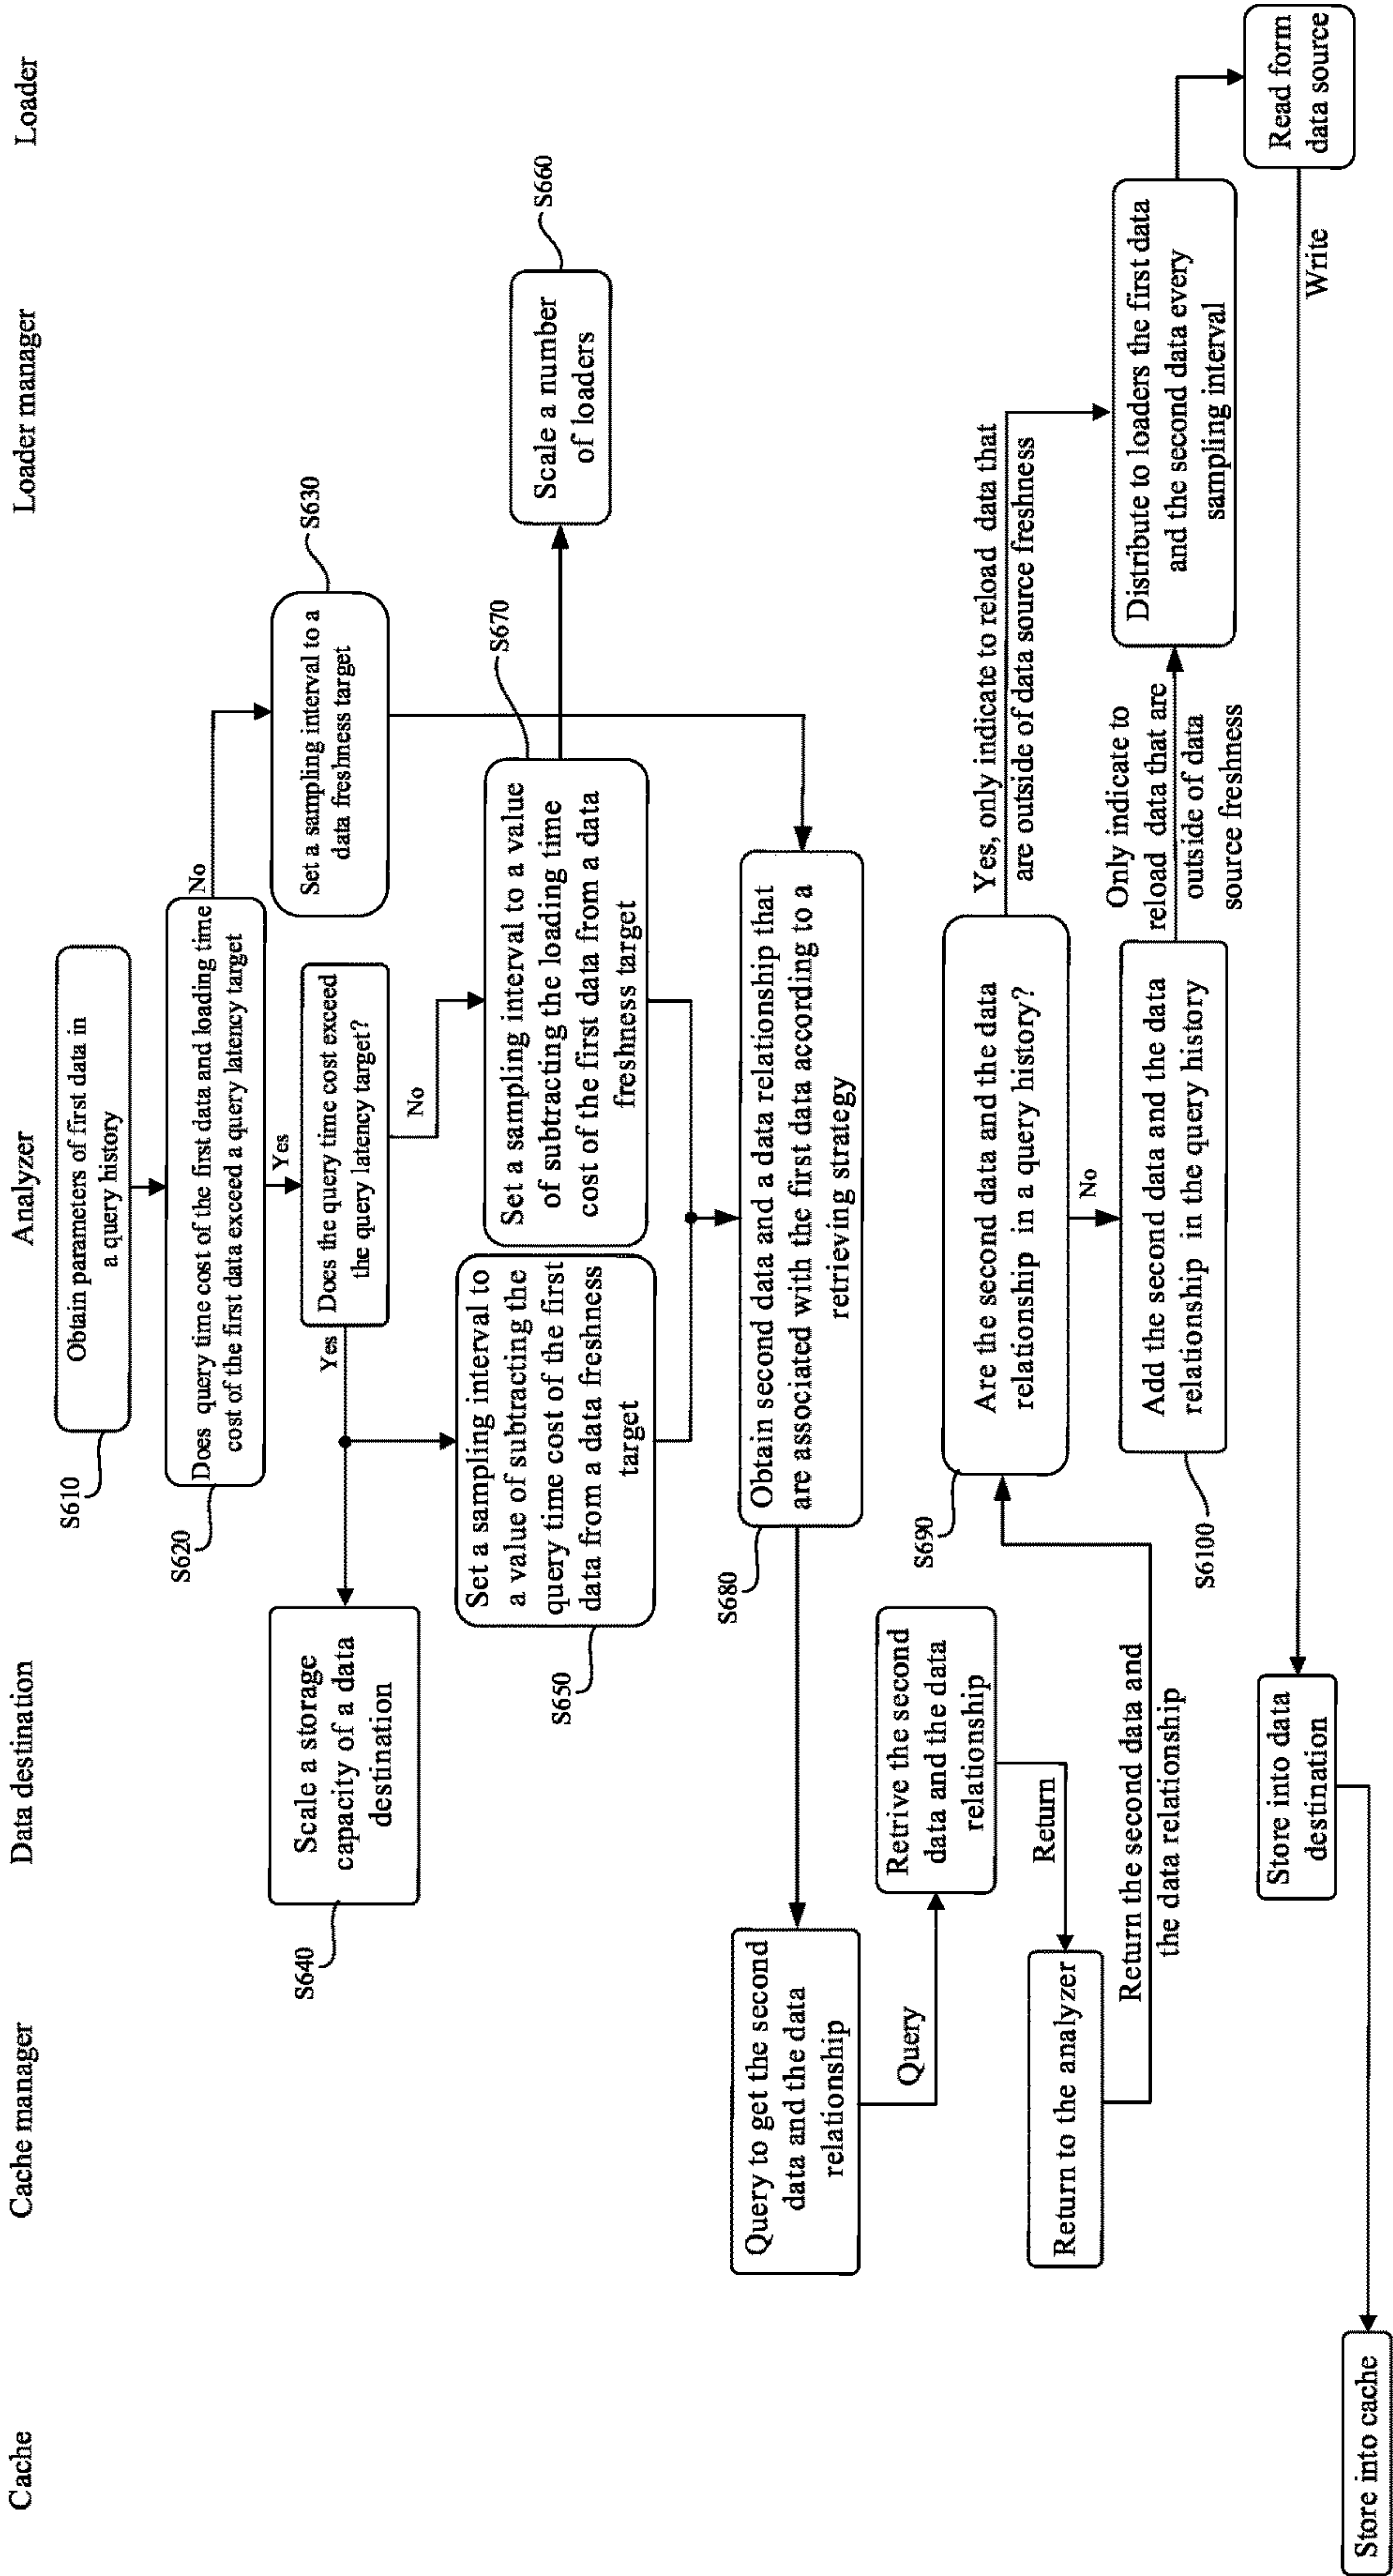 Cache
Cache manager
Data destination
Analyzer
Loader manager
Loader
S610
Obtain parameters of first data in
a query history
S620
Does query time cost of the first data and loading time
cost of the first data exceed a query latency target
No
Yes
S630
Set a sampling interval to a
data freshness target
Does the query time cost exceed
the query latency target?
Yes
No
S640
Scale a storage
capacity of a data
destination
S650
Set a sampling interval to
a value of subtracting the
query time cost of the first
data from a data freshness
target
S670
Set a sampling interval to a value
of subtracting the loading time
cost of the first data from a data
freshness target
S660
Scale a number
of loaders
S680
Obtain second data and a data relationship that
are associated with the first data according to a
retrieving strategy
Query to get the second
data and the data
relationship
Query
Retrive the second
data and the data
relationship
Return
Return to the analyzer
Return the second data and
the data relationship
S690
Are the second data and the data
relationship in a query history?
Yes, only indicate to reload data that
are outside of data source freshness
No
S6100
Add the second data and the data
relationship in the query history
Only indicate to
reload data that are
outside of data
source freshness
Distribute to loaders the first data
and the second data every
sampling interval
Read form
data source
Write
Store into data
destination
Store into cache